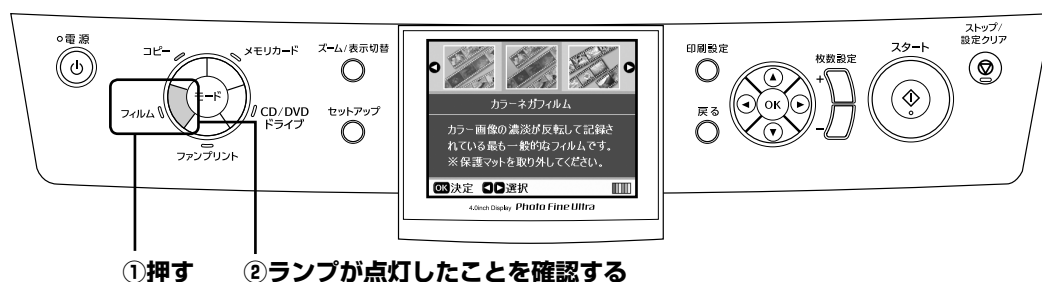 電源
コピー
メモリカード
フィルム
モード
CD/DVD
ドライブ
ファンプリント
ズーム/表示切替
セットアップ
カラーネガフィルム
カラー画像の濃淡が反転して記録さ
れている最も一般的なフィルムです。
※保護マットを取り外してください。
OK決定 選択
4.0inch Display Photo Fine Ultra
印刷設定
戻る
OK
枚数設定
+
-
スタート
ストップ/
設定クリア
①押す
②ランプが点灯したことを確認する